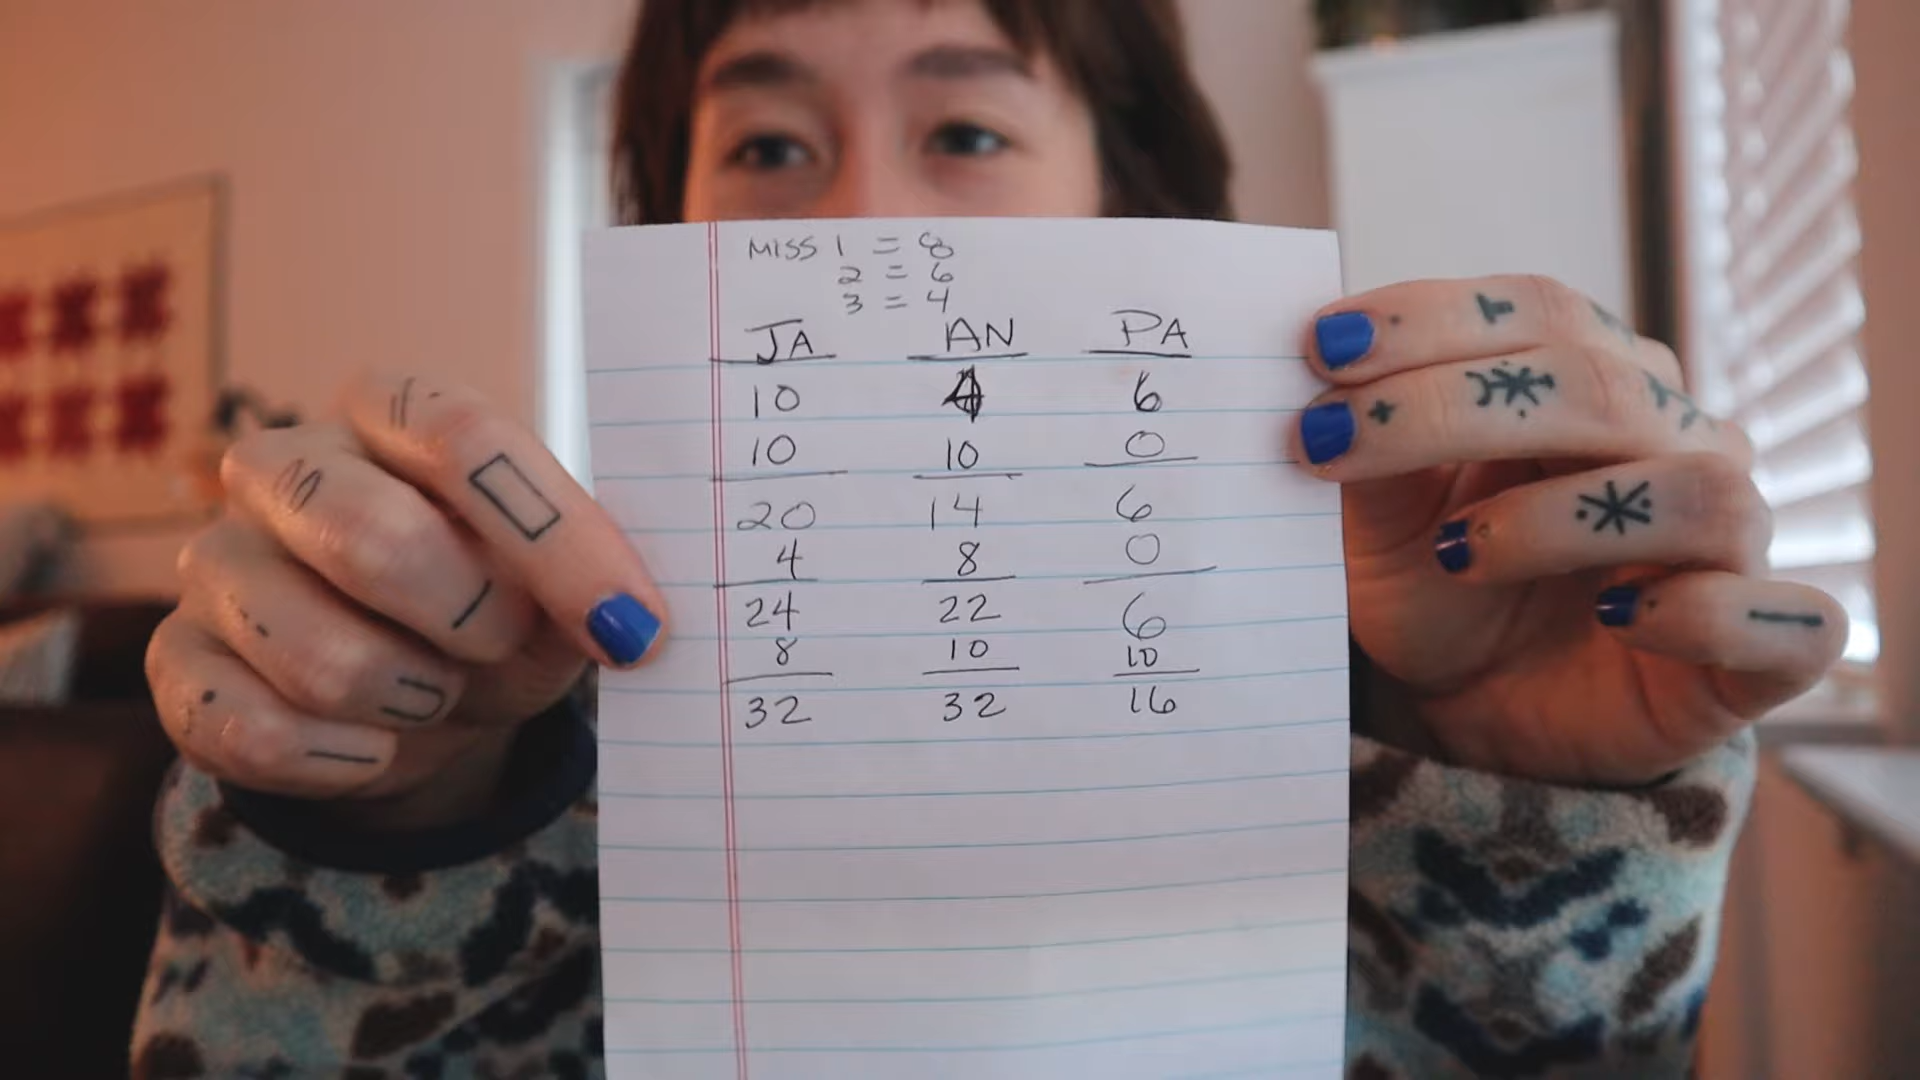 MISS 1 = 8
2 = 6
3 = 4
JA AN PA
10 4 6
10 10 0
20 14 6
4 8 0
24 22 6
8 10 10
32 32 16